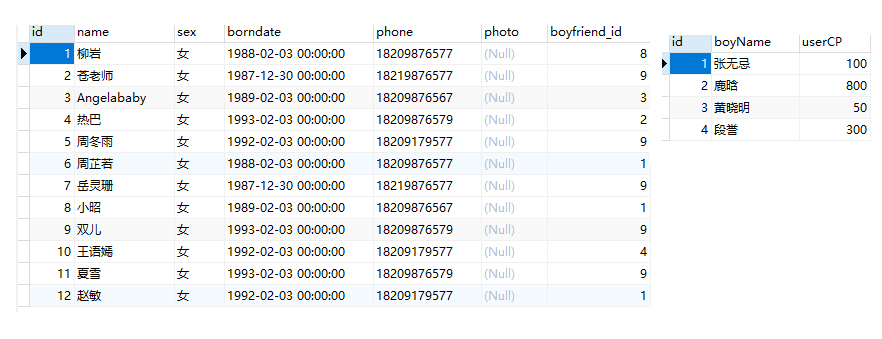 id name sex borndate phone photo boyfriend_id
1 柳岩 女 1988-02-03 00:00:00 18209876577 (Null) 8
2 苍老师 女 1987-12-30 00:00:00 18219876577 (Null) 9
3 Angelababy 女 1989-02-03 00:00:00 18209876567 (Null) 3
4 热巴 女 1993-02-03 00:00:00 18209876579 (Null) 2
5 周冬雨 女 1992-02-03 00:00:00 18209179577 (Null) 9
6 周芷若 女 1988-02-03 00:00:00 18209876577 (Null) 1
7 岳灵珊 女 1987-12-30 00:00:00 18219876577 (Null) 9
8 小昭 女 1989-02-03 00:00:00 18209876567 (Null) 1
9 双儿 女 1993-02-03 00:00:00 18209876579 (Null) 9
10 王语嫣 女 1992-02-03 00:00:00 18209179577 (Null) 4
11 夏雪 女 1993-02-03 00:00:00 18209876579 (Null) 9
12 赵敏 女 1992-02-03 00:00:00 18209179577 (Null) 1
id boyName userCP
1 张无忌 100
2 鹿晗 800
3 黄晓明 50
4 段誉 300